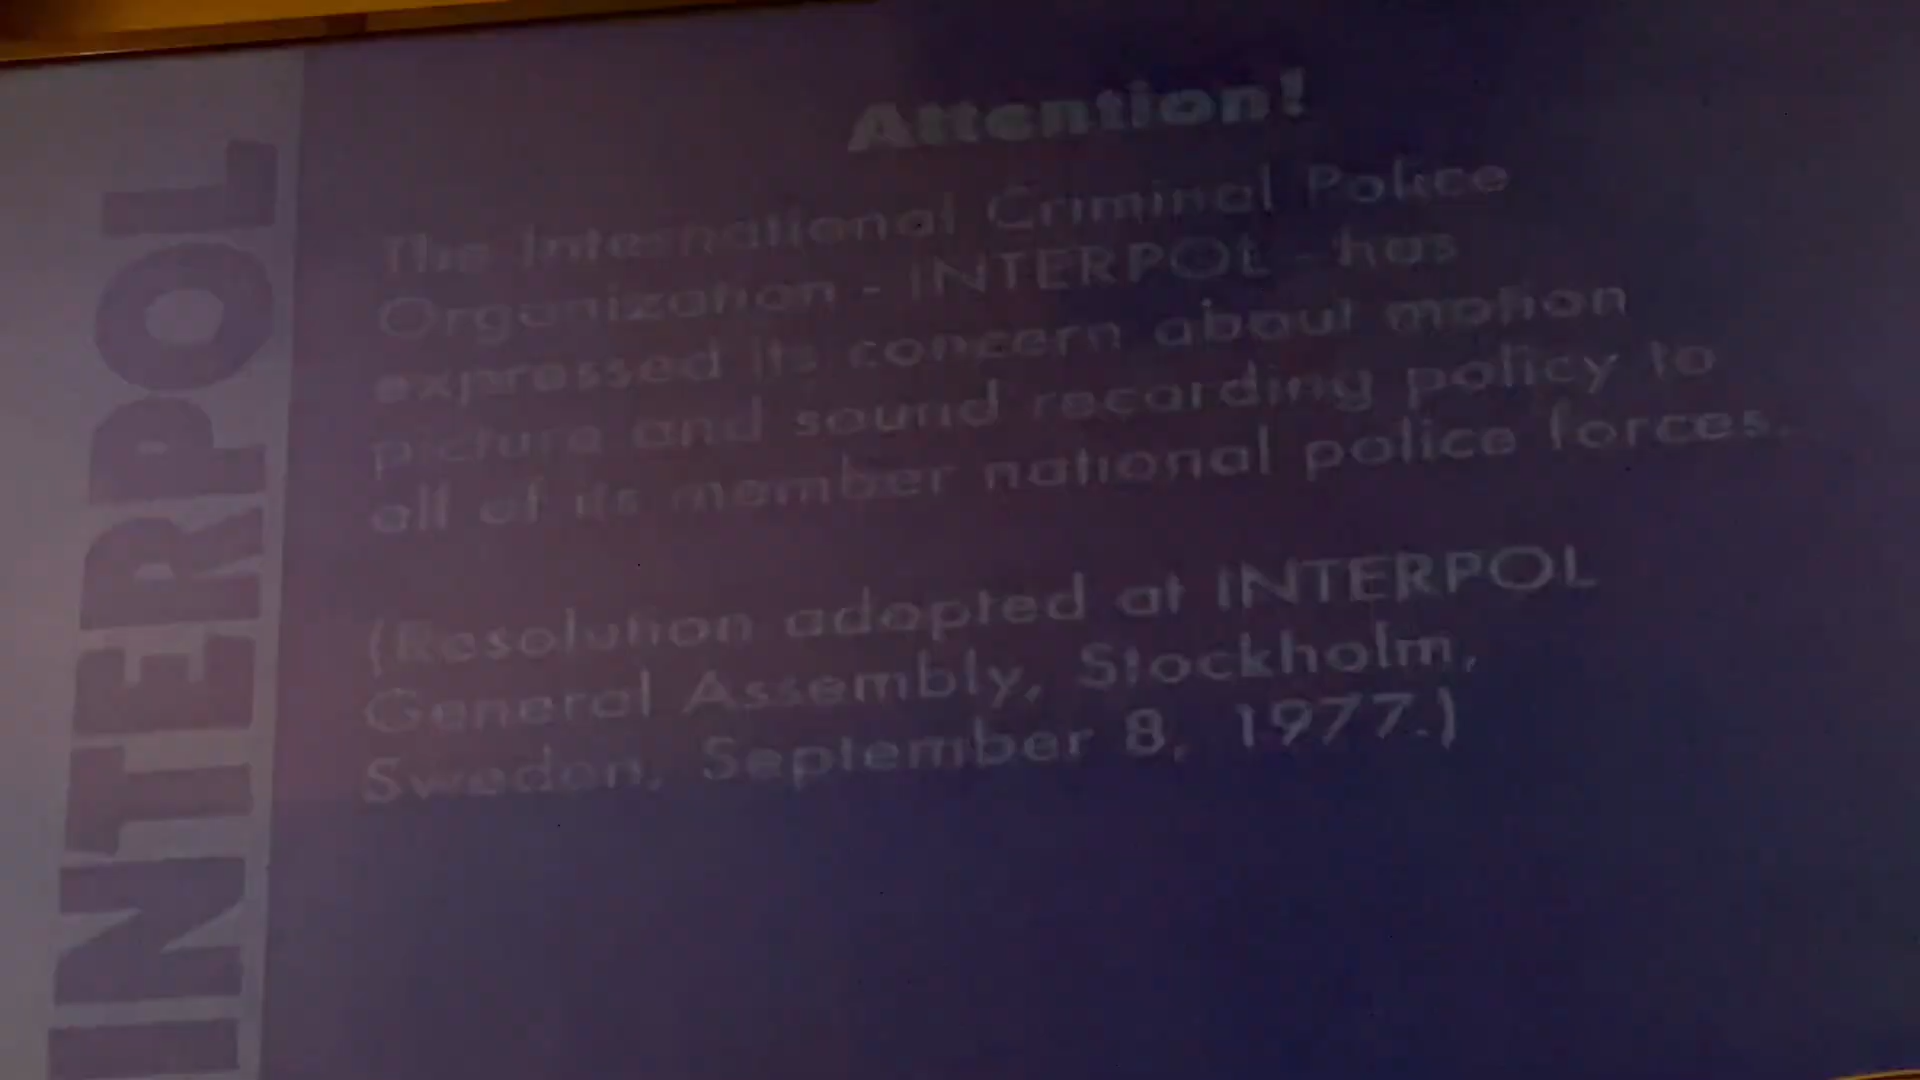 INTERPOL
Attention!
The International Criminal Police
Organization - INTERPOL - has
expressed its concern about motion
picture and sound recording policy to
all of its member national police forces.
(Resolution adopted at INTERPOL
General Assembly, Stockholm,
Sweden, September 8, 1977.)